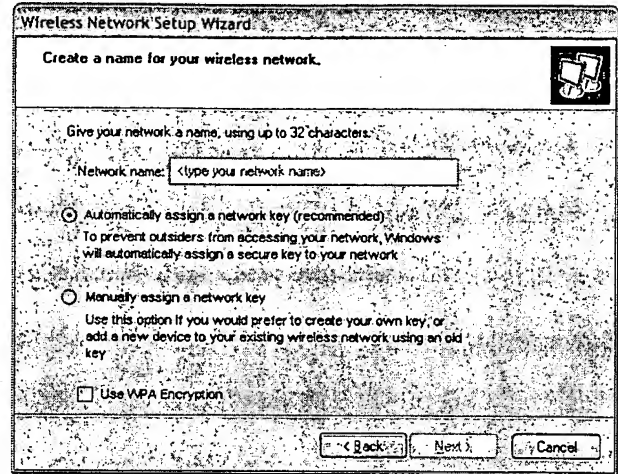 Wireless Network Setup Wizard
Create a name for your wireless network.
Give your network a name, using up to 32 characters.
Network name: <type your network name>
Automatically assign a network key (recommended)
To prevent outsiders from accessing your network, Windows
will automatically assign a secure key to your network
Manually assign a network key
Use this option if you would prefer to create your own key, or
add a new device to your existing wireless network using an old
key
Use WPA Encryption
< Back Next > Cancel